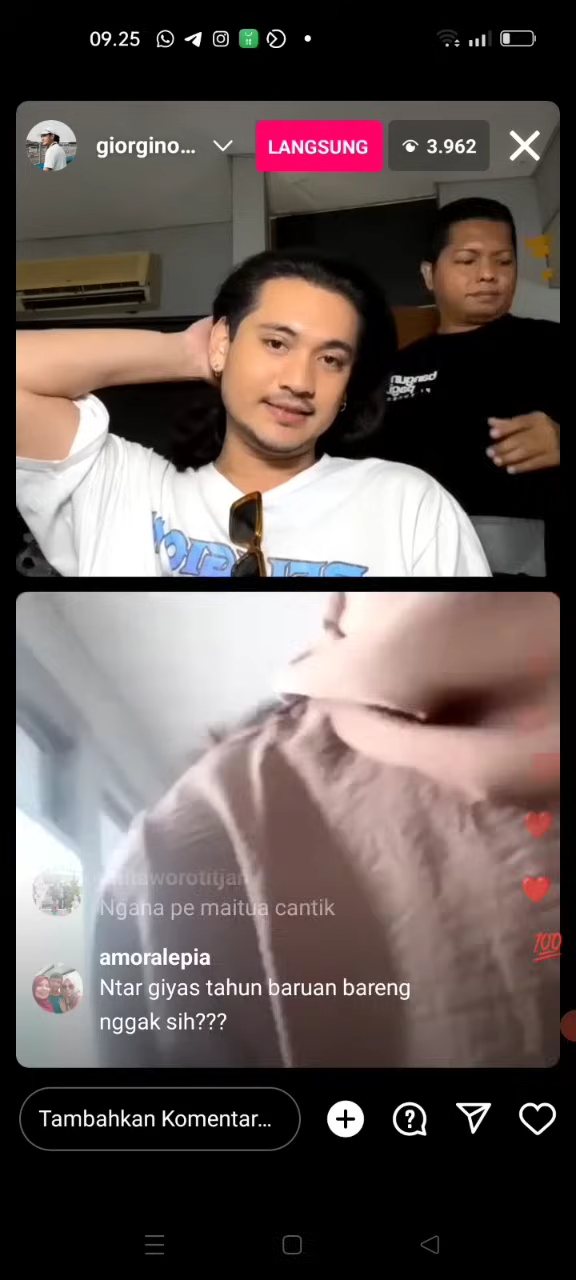 09.25
giorgino...
LANGSUNG
3.962
Ngana pe maitua cantik
amoralepia
Ntar giyas tahun baruan bareng
nggak sih???
100
Tambahkan Komentar...